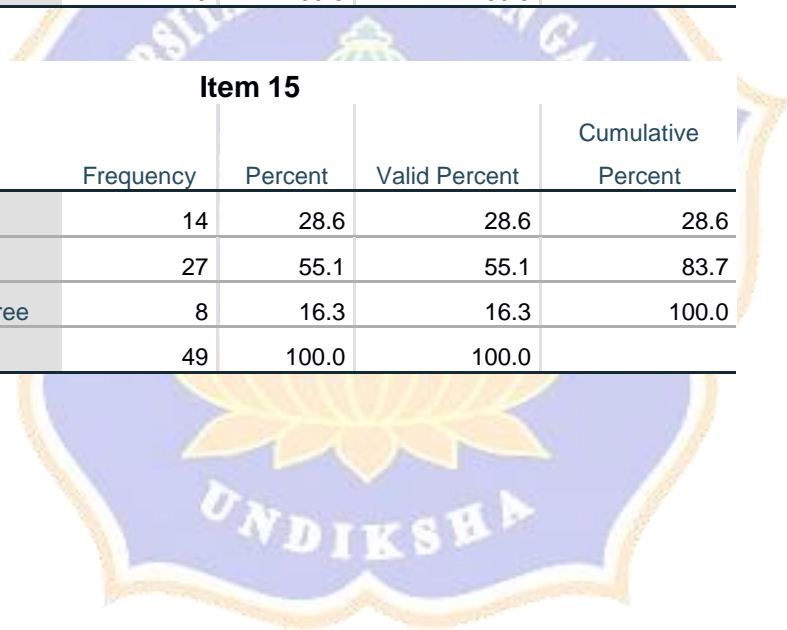 Item 15
Frequency Percent Valid Percent Cumulative Percent
14 28.6 28.6 28.6
27 55.1 55.1 83.7
ree 8 16.3 16.3 100.0
49 100.0 100.0
UNDIKSHA